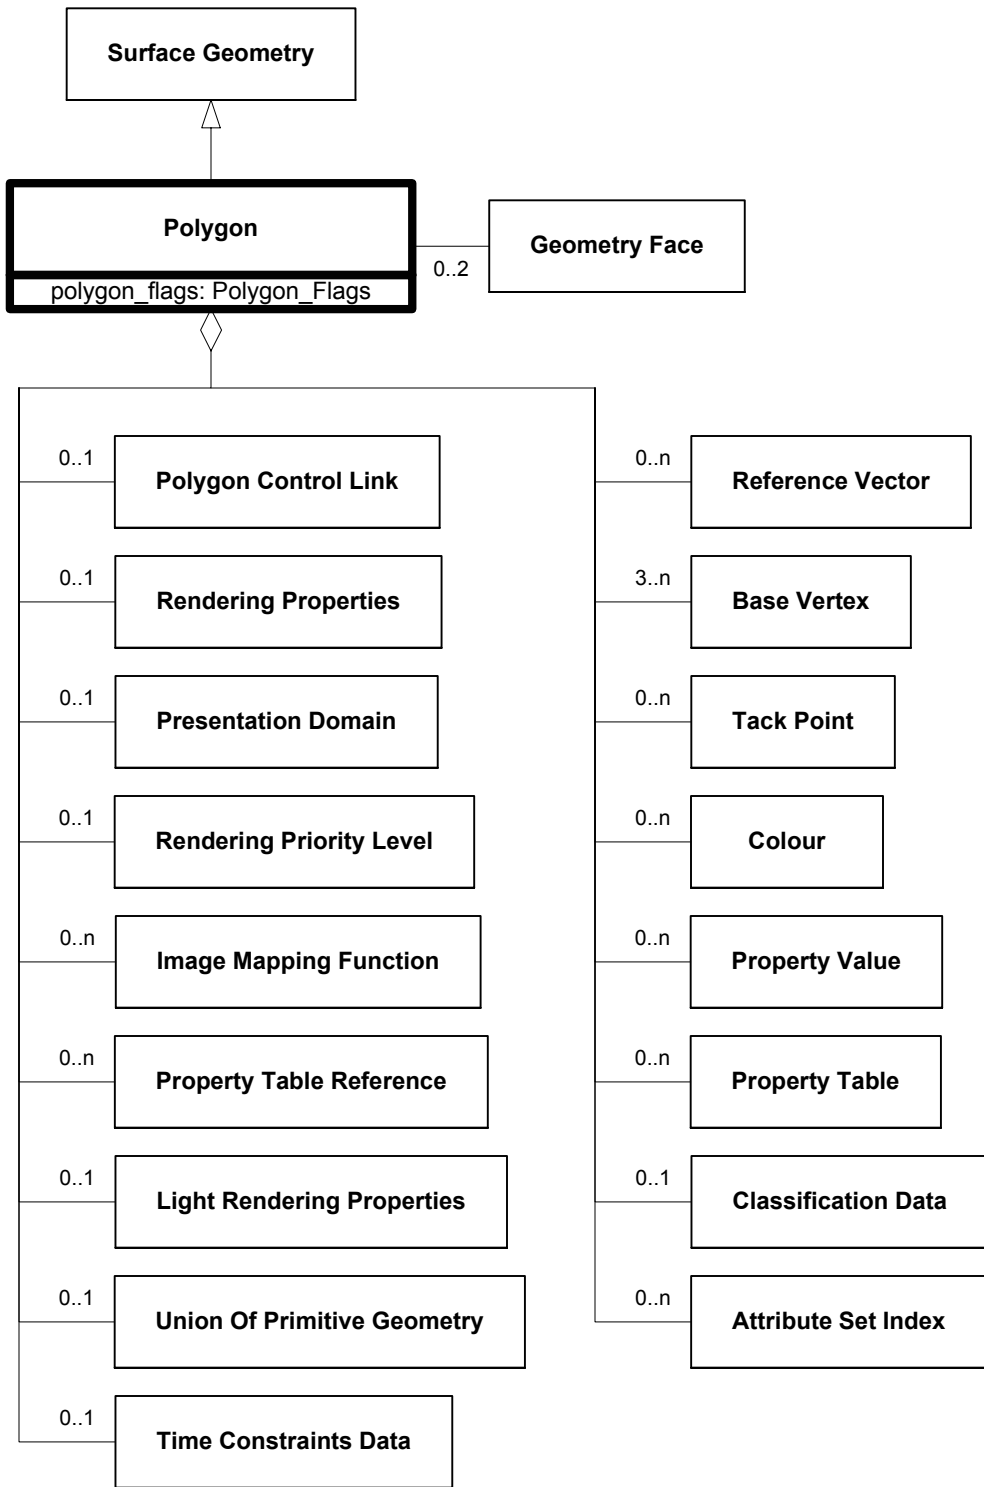 Surface Geometry
Polygon
polygon_flags: Polygon_Flags
Geometry Face
0..2
0..1
Polygon Control Link
0..1
Rendering Properties
0..1
Presentation Domain
0..1
Rendering Priority Level
0..n
Image Mapping Function
0..n
Property Table Reference
0..1
Light Rendering Properties
0..1
Union Of Primitive Geometry
0..1
Time Constraints Data
0..n
Reference Vector
3..n
Base Vertex
0..n
Tack Point
0..n
Colour
0..n
Property Value
0..n
Property Table
0..1
Classification Data
0..n
Attribute Set Index